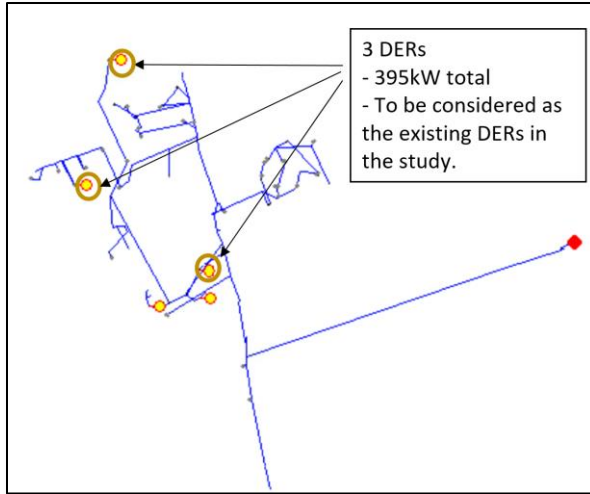 3 DERs
- 395kW total
- To be considered as
the existing DERs in
the study.